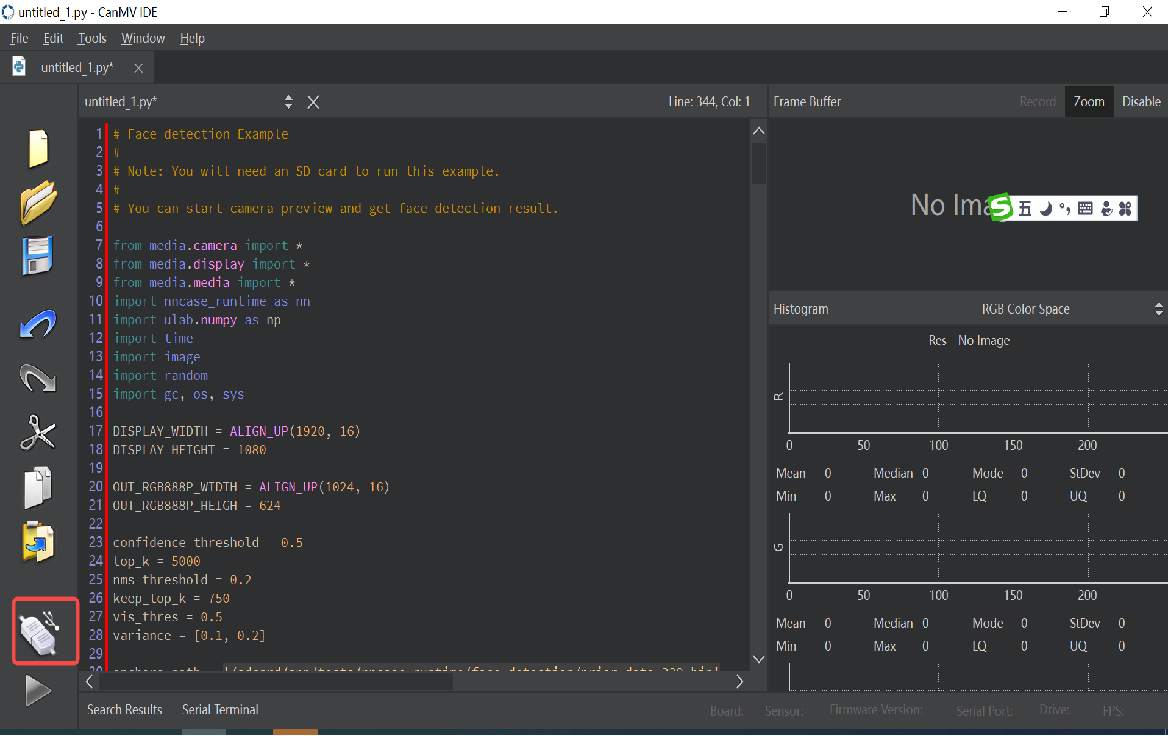 untitled_1.py - CanMV IDE
File Edit Tools Window Help
untitled_1.py*
untitled_1.py* Line: 344, Col: 1
1 # Face detection Example
2 #
3 # Note: You will need an SD card to run this example.
4 #
5 # You can start camera preview and get face detection result.
6
7 from media.camera import *
8 from media.display import *
9 from media.media import *
10 import nncase_runtime as nn
11 import ulab.numpy as np
12 import time
13 import image
14 import random
15 import gc, os, sys
16
17 DISPLAY_WIDTH = ALIGN_UP(1920, 16)
18 DISPLAY_HEIGHT = 1080
19
20 OUT_RGB888P_WIDTH = ALIGN_UP(1024, 16)
21 OUT_RGB888P_HEIGH = 624
22
23 confidence_threshold = 0.5
24 top_k = 5000
25 nms_threshold = 0.2
26 keep_top_k = 750
27 vis_thres = 0.5
28 variance = [0.1, 0.2]
29
Search Results Serial Terminal
Frame Buffer Record Zoom Disable
No Ima
五
Histogram RGB Color Space
Res No Image
R
0 50 100 150 200
Mean 0 Median 0 Mode 0 StDev 0
Min 0 Max 0 LQ 0 UQ 0
G
0 50 100 150 200
Mean 0 Median 0 Mode 0 StDev 0
Min 0 Max 0 LQ 0 UQ 0
Board: Sensor: Firmware Version: Serial Port: Drive: FPS: